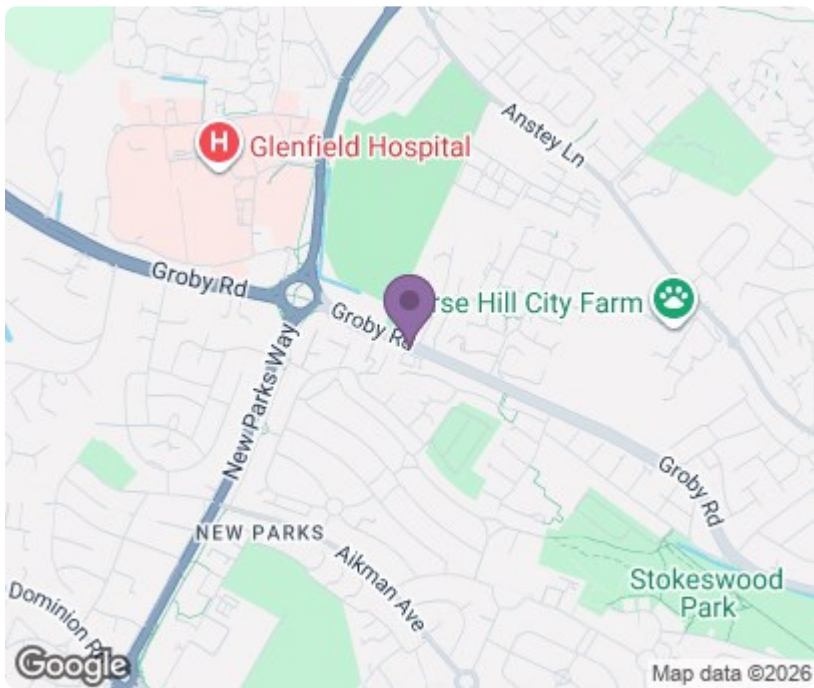 Anstey Ln
Glenfield Hospital
Groby Rd
rse Hill City Farm
Groby Rd
New Parks Way
Groby Rd
NEW PARKS
Aikman Ave
Stokeswood
Park
Dominion
Google
Map data ©2026